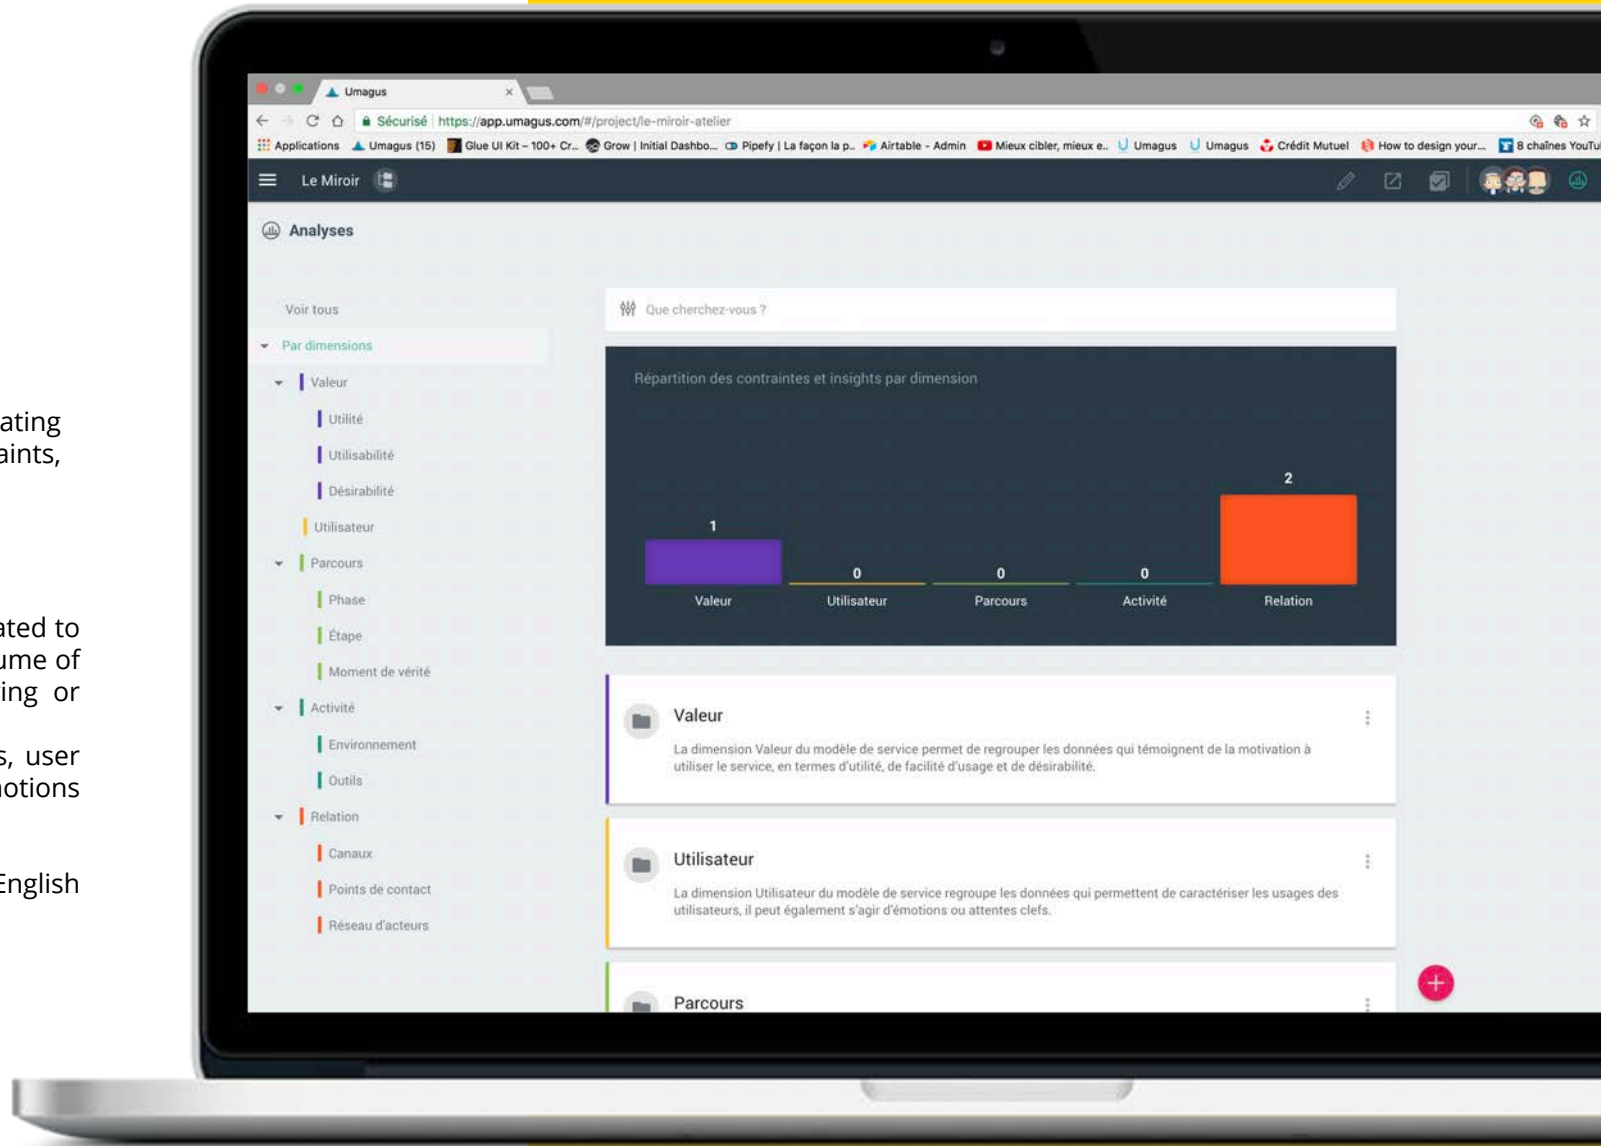 ating
aints,
ated to
ume of
ing or
s, user
notions
English
Umagus
Sécurisé https://app.umagus.com/#/project/le-miroir-atelier
Applications Umagus (15) Glue UI Kit – 100+ Cr... Grow | Initial Dashbo... Pipefy | La façon la p.. Airtable - Admin Mieux cibler, mieux e.. Umagus Umagus Crédit Mutuel How to design your... 8 chaînes YouTu
Le Miroir
Analyses
Voir tous
Par dimensions
Valeur
Utilité
Utilisabilité
Désirabilité
Utilisateur
Parcours
Phase
Étape
Moment de vérité
Activité
Environnement
Outils
Relation
Canaux
Points de contact
Réseau d'acteurs
Que cherchez-vous ?
Répartition des contraintes et insights par dimension
1 0 0 0 2
Valeur Utilisateur Parcours Activité Relation
Valeur
La dimension Valeur du modèle de service permet de regrouper les données qui témoignent de la motivation à
utiliser le service, en termes d'utilité, de facilité d'usage et de désirabilité.
Utilisateur
La dimension Utilisateur du modèle de service regroupe les données qui permettent de caractériser les usages des
utilisateurs, il peut également s'agir d'émotions ou attentes clefs.
Parcours